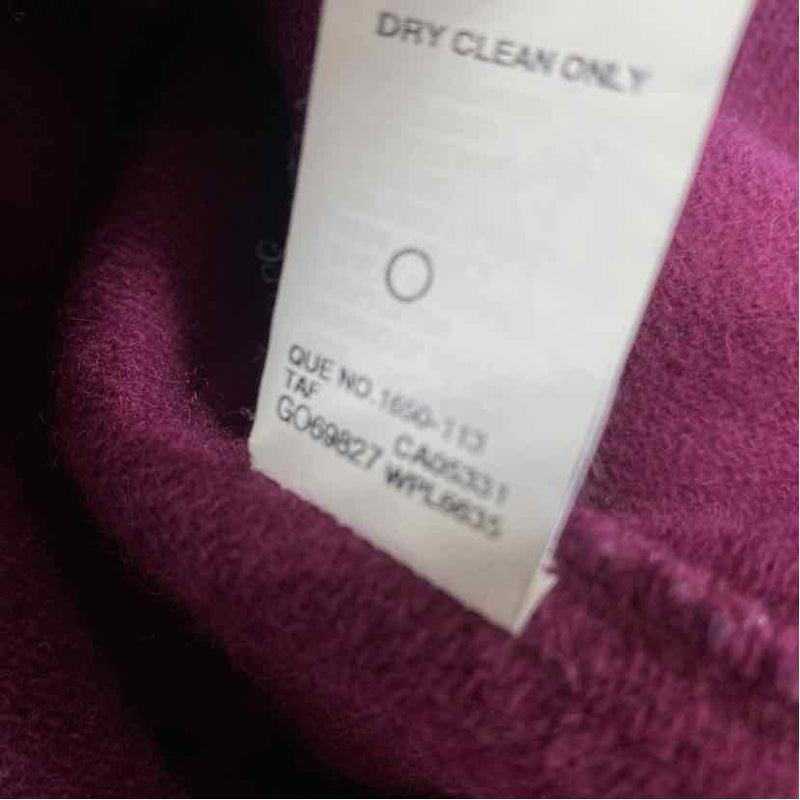 DRY CLEAN ONLY
QUE NO.1650-113
TAF CA05331
GO69827 WPL6635